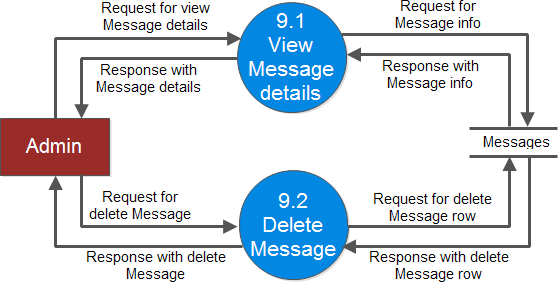 Request for view
Message details
9.1
View
Message
details
Request for
Message info
Response with
Message details
Response with
Message info
Admin
Messages
Request for
delete Message
9.2
Delete
Message
Request for delete
Message row
Response with delete
Message
Response with delete
Message row